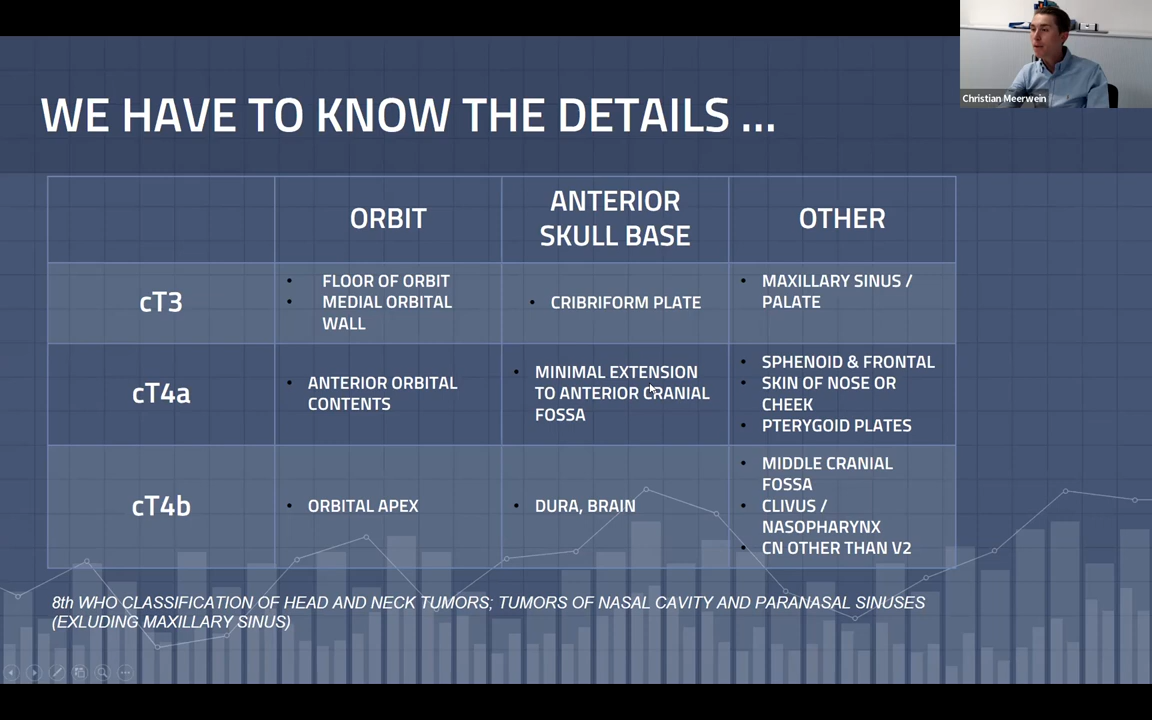 Christian Meerwein
WE HAVE TO KNOW THE DETAILS ...
ORBIT
ANTERIOR
SKULL BASE
OTHER
cT3
• FLOOR OF ORBIT
• MEDIAL ORBITAL
WALL
• CRIBRIFORM PLATE
• MAXILLARY SINUS /
PALATE
cT4a
• ANTERIOR ORBITAL
CONTENTS
• MINIMAL EXTENSION
TO ANTERIOR CRANIAL
FOSSA
• SPHENOID & FRONTAL
• SKIN OF NOSE OR
CHEEK
• PTERYGOID PLATES
cT4b
• ORBITAL APEX
• DURA, BRAIN
• MIDDLE CRANIAL
FOSSA
• CLIVUS /
NASOPHARYNX
• CN OTHER THAN V2
8th WHO CLASSIFICATION OF HEAD AND NECK TUMORS; TUMORS OF NASAL CAVITY AND PARANASAL SINUSES
(EXLUDING MAXILLARY SINUS)